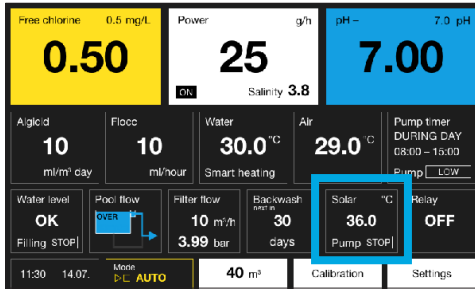 Free chlorine 0.5 mg/L
0.50
Power g/h
25
ON Salinity 3.8
pH – 7.0 pH
7.00
Algicid
10
ml/m³ day
Flocc
10
ml/hour
Water
30.0 °C
Smart heating
Air
29.0 °C
Pump timer
DURING DAY
08:00 – 15:00
Pump LOW
Water level
OK
Filling STOP
Pool flow
OVER
Filter flow
10 m³/h
3.99 bar
Backwash
next in
30
days
Solar °C
36.0
Pump STOP
Relay
OFF
11:30 14.07.
Mode
AUTO
40 m³
Calibration
Settings